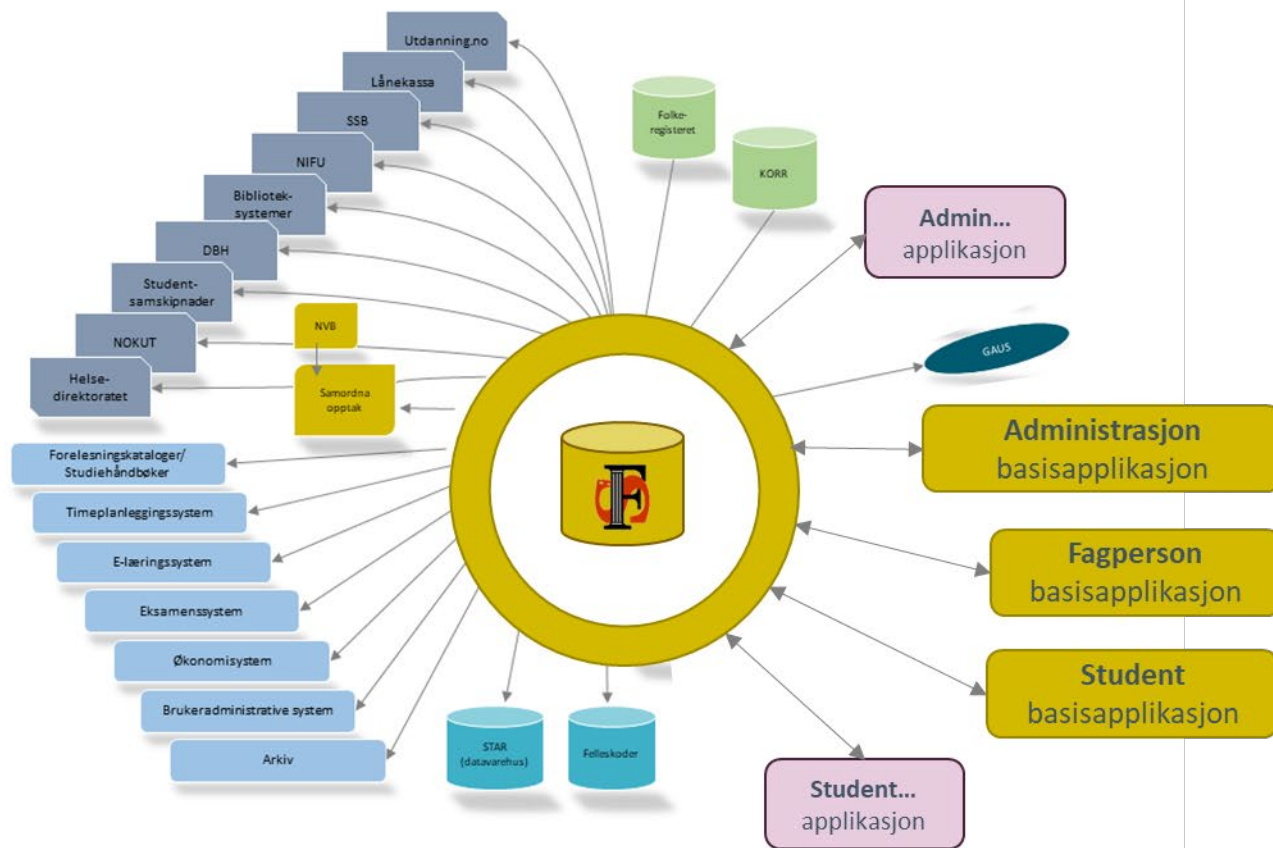 Utdanning.no
Lånekassa
SSB
NIFU
Bibliotek-
systemer
DBH
Student-
samskipnader
NOKUT
Helse-
direktoratet
NVB
Samordna
opptak
Forelesningskataloger/
Studiehåndbøker
Timeplanleggingssystem
E-læringssystem
Eksamenssystem
Økonomisystem
Brukeradministrative system
Arkiv
STAR
(datavarehus)
Felleskoder
Folke-
registeret
KORR
Admin...
applikasjon
GAUS
Administrasjon
basisapplikasjon
Fagperson
basisapplikasjon
Student
basisapplikasjon
Student...
applikasjon
FS